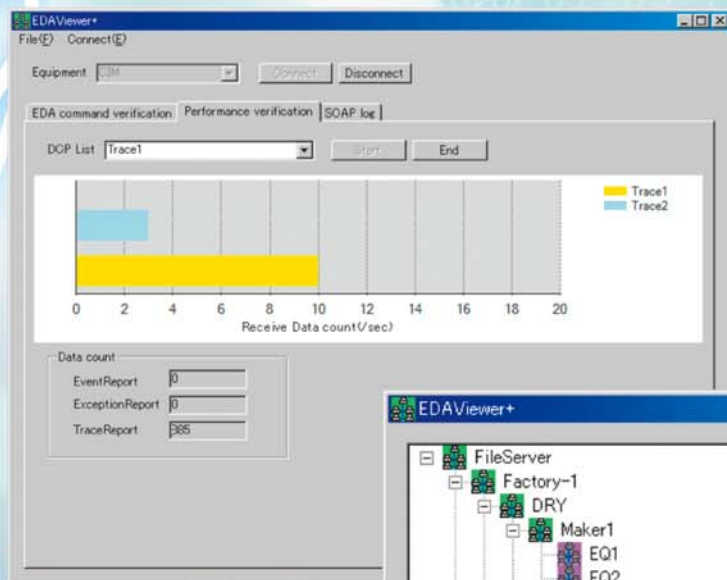 EDAViewer+
File(F) Connect(E)
Equipment CIM Connect Disconnect
EDA command verification Performance verification SOAP log
DCP List Trace1 Start End
Trace1
Trace2
0 2 4 6 8 10 12 14 16 18 20
Receive Data count(/sec)
Data count
EventReport 0
ExceptionReport 0
TraceReport 385
EDAViewer+
FileServer
Factory-1
DRY
Maker1
EQ1
EQ2